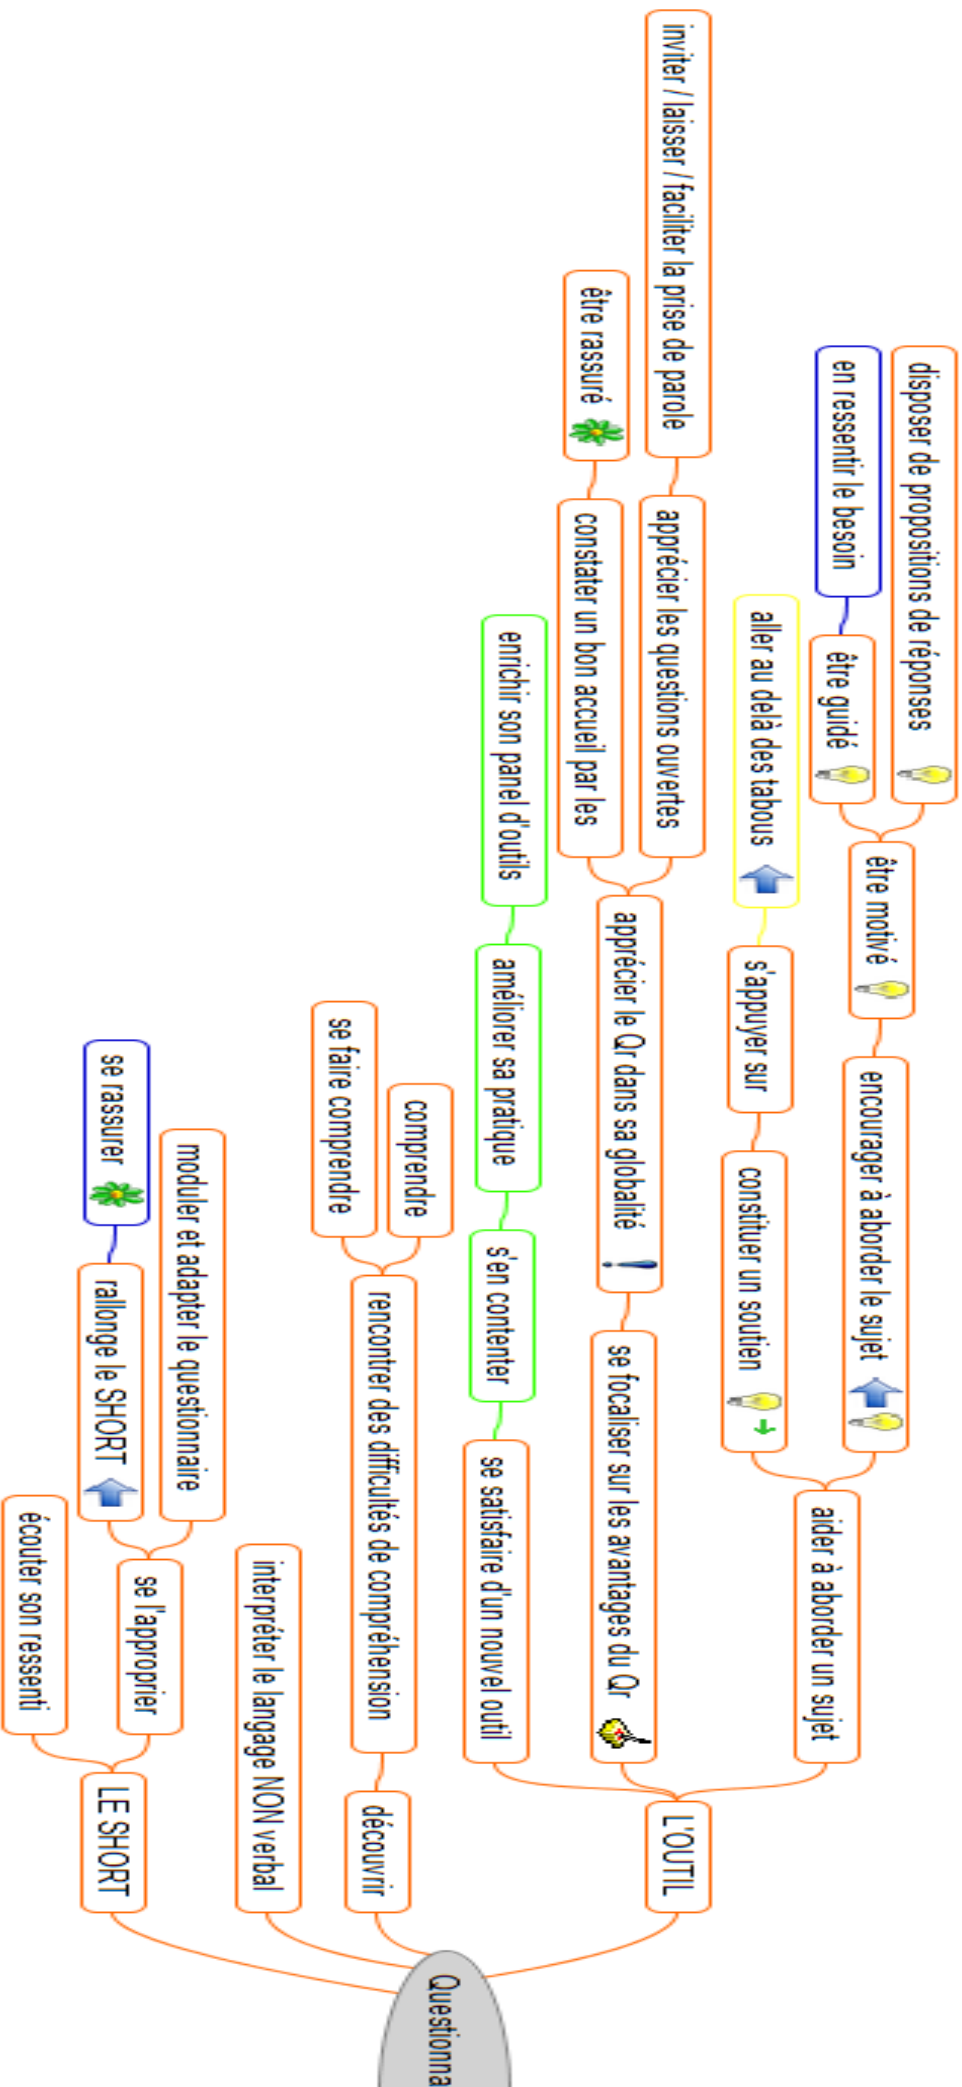 disposer de propositions de réponses
en ressentir le besoin
être guidé
être motivé
encourager à aborder le sujet
aller au delà des tabous
s'appuyer sur
constituer un soutien
aider à aborder un sujet
inviter / laisser / faciliter la prise de parole
apprécier les questions ouvertes
être rassuré
constater un bon accueil par les
apprécier le Qr dans sa globalité
se focaliser sur les avantages du Qr
enrichir son panel d'outils
améliorer sa pratique
s'en contenter
se satisfaire d'un nouvel outil
L'OUTIL
comprendre
se faire comprendre
rencontrer des difficultés de compréhension
découvrir
interpréter le langage NON verbal
moduler et adapter le questionnaire
se rassurer
rallonge le SHORT
se l'approprier
écouter son ressenti
LE SHORT
Questionna